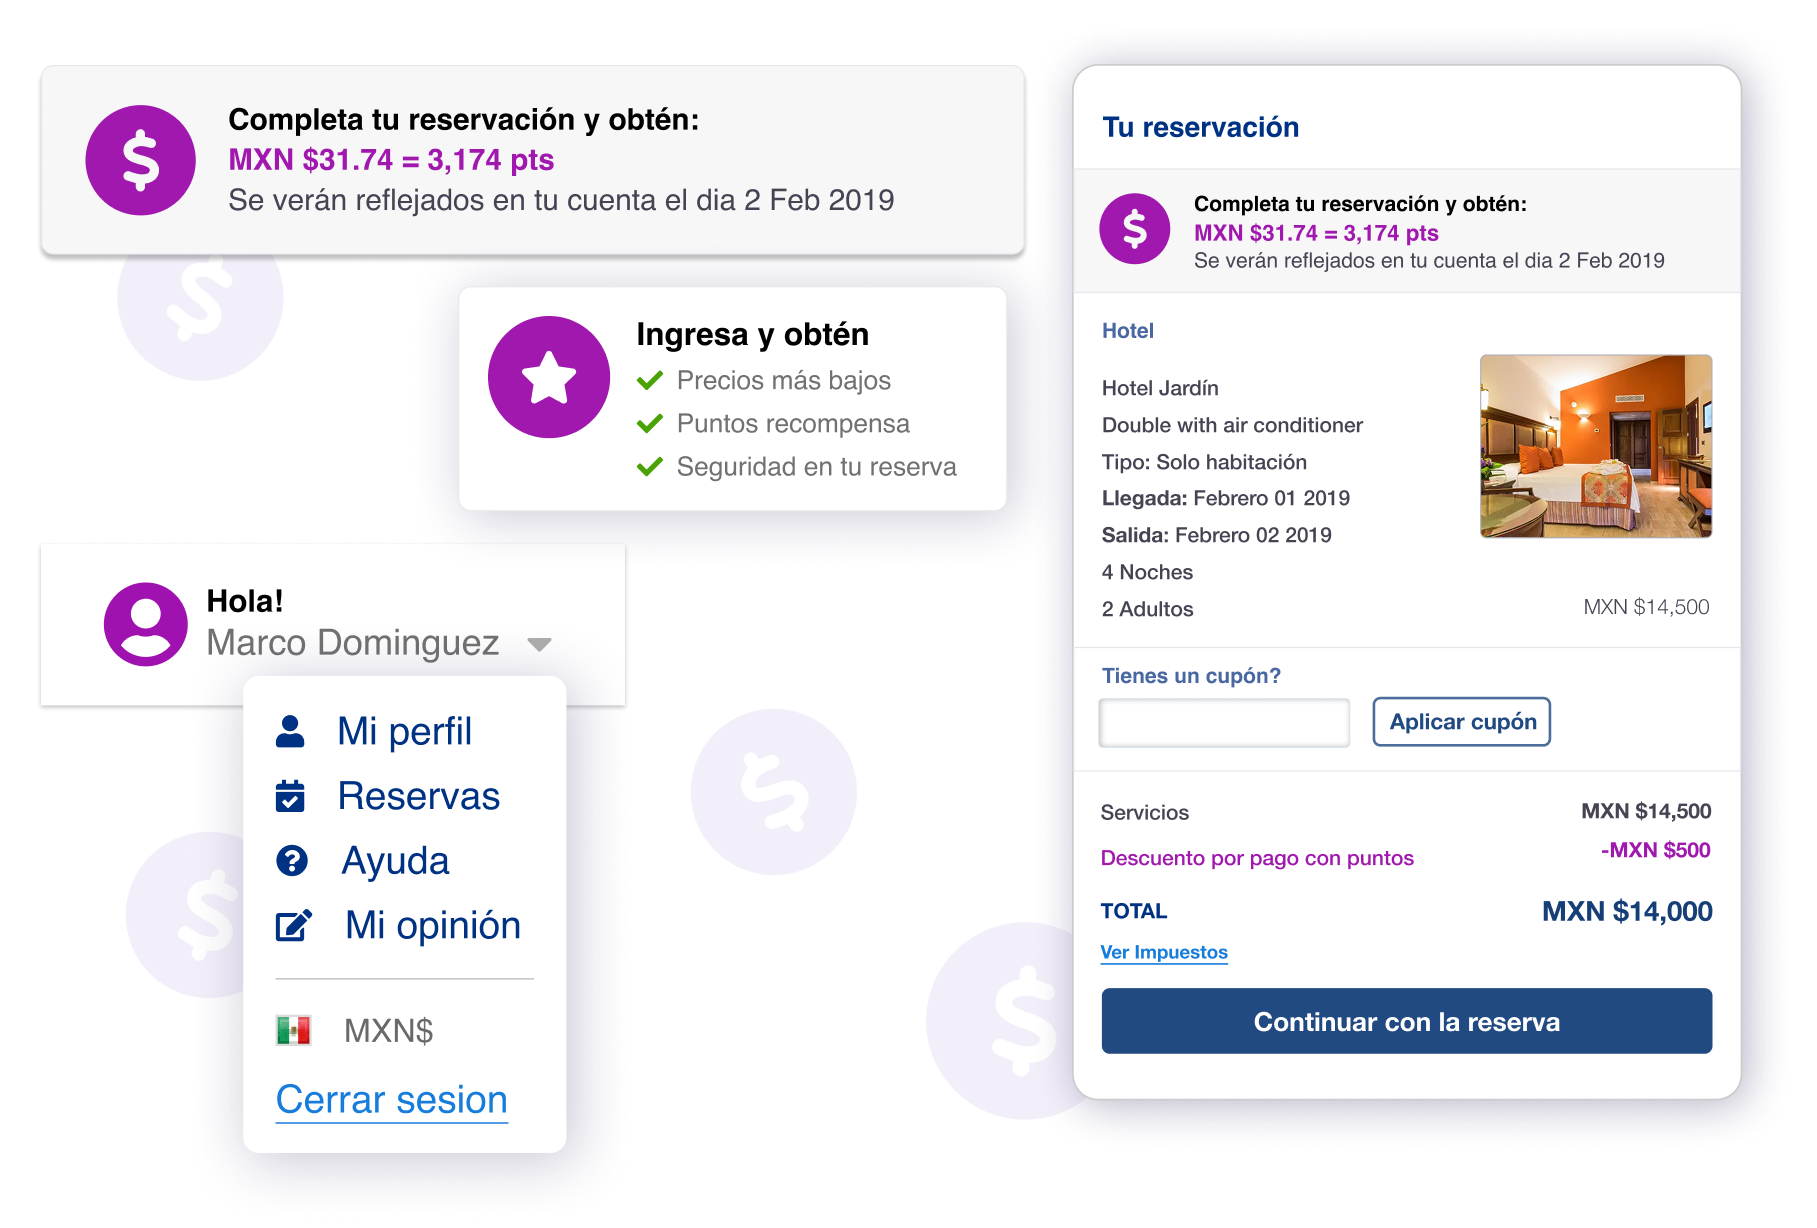 Completa tu reservación y obtén:
MXN $31.74 = 3,174 pts
Se verán reflejados en tu cuenta el dia 2 Feb 2019
Ingresa y obtén
Precios más bajos
Puntos recompensa
Seguridad en tu reserva
Hola!
Marco Dominguez
Mi perfil
Reservas
Ayuda
Mi opinión
MXN$
Cerrar sesion
Tu reservación
Completa tu reservación y obtén:
MXN $31.74 = 3,174 pts
Se verán reflejados en tu cuenta el dia 2 Feb 2019
Hotel
Hotel Jardín
Double with air conditioner
Tipo: Solo habitación
Llegada: Febrero 01 2019
Salida: Febrero 02 2019
4 Noches
2 Adultos
MXN $14,500
Tienes un cupón?
Aplicar cupón
Servicios MXN $14,500
Descuento por pago con puntos -MXN $500
TOTAL MXN $14,000
Ver Impuestos
Continuar con la reserva